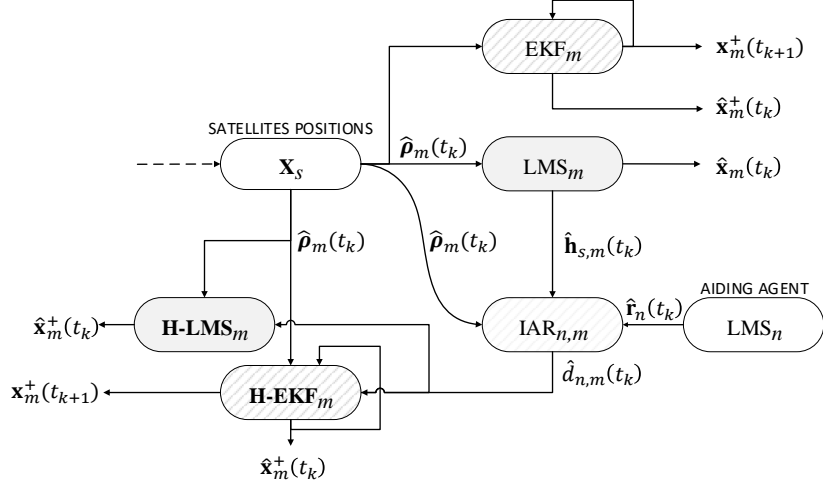 EKF_m
𝐱_m^+(t_{k+1})
𝐱̂_m^+(t_k)
SATELLITES POSITIONS
𝐗_s
𝛒̂_m(t_k)
LMS_m
𝐱̂_m(t_k)
𝛒̂_m(t_k)
𝛒̂_m(t_k)
𝐡̂_{s,m}(t_k)
AIDING AGENT
𝐱̂_m^+(t_k)
H-LMS_m
IAR_{n,m}
𝐫̂_n(t_k)
LMS_n
𝐱_m^+(t_{k+1})
H-EKF_m
d̂_{n,m}(t_k)
𝐱̂_m^+(t_k)